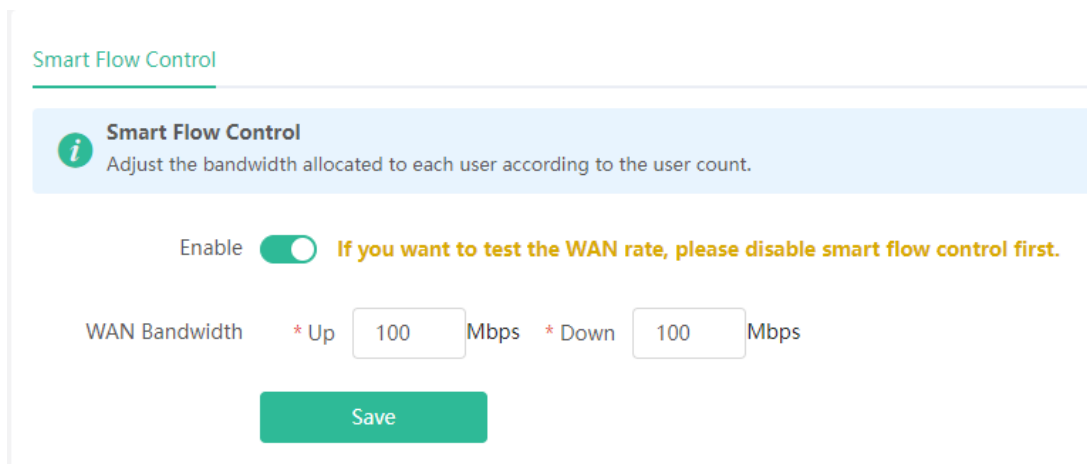 Smart Flow Control
Smart Flow Control
i Adjust the bandwidth allocated to each user according to the user count.
Enable If you want to test the WAN rate, please disable smart flow control first.
WAN Bandwidth * Up 100 Mbps * Down 100 Mbps
Save